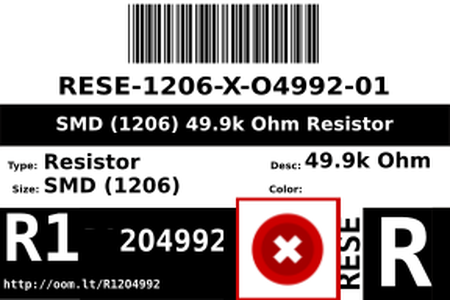 RESE-1206-X-O4992-01
SMD (1206) 49.9k Ohm Resistor
Type: Resistor
Desc: 49.9k Ohm
Size: SMD (1206)
Color:
R1 204992
RESE
R
http://oom.lt/R1204992